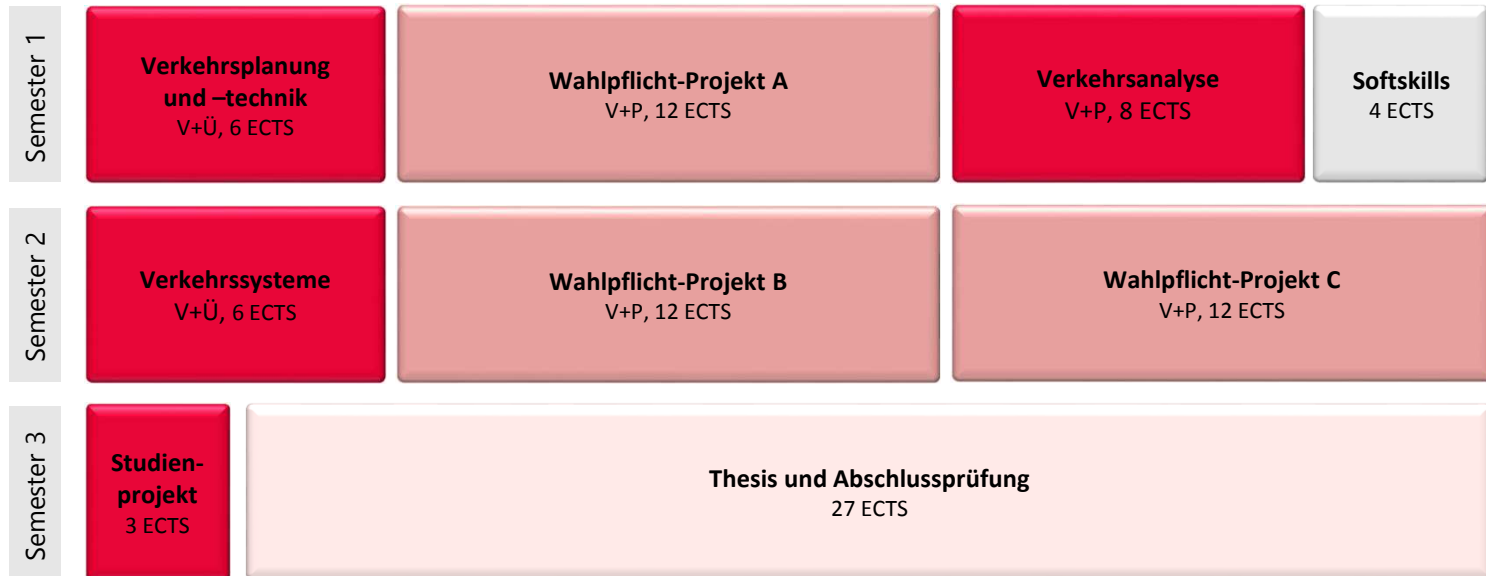 Semester 1
Verkehrsplanung
und –technik
V+Ü, 6 ECTS
Wahlpflicht-Projekt A
V+P, 12 ECTS
Verkehrsanalyse
V+P, 8 ECTS
Softskills
4 ECTS
Semester 2
Verkehrssysteme
V+Ü, 6 ECTS
Wahlpflicht-Projekt B
V+P, 12 ECTS
Wahlpflicht-Projekt C
V+P, 12 ECTS
Semester 3
Studien-
projekt
3 ECTS
Thesis und Abschlussprüfung
27 ECTS